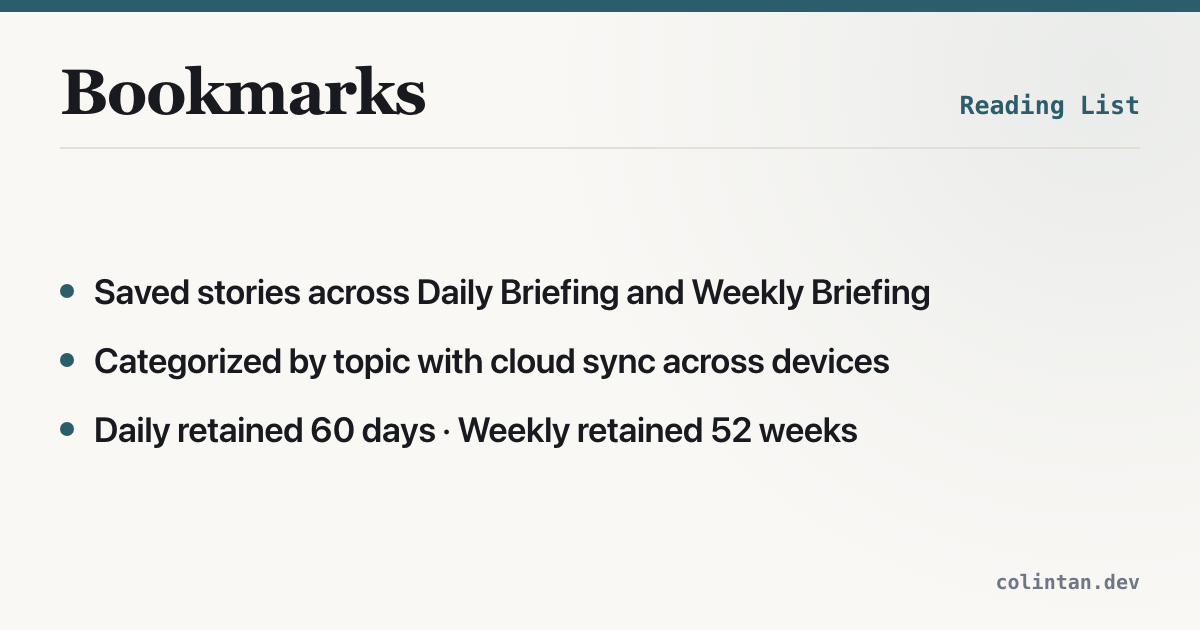 Bookmarks
Reading List
Saved stories across Daily Briefing and Weekly Briefing
Categorized by topic with cloud sync across devices
Daily retained 60 days · Weekly retained 52 weeks
colintan.dev